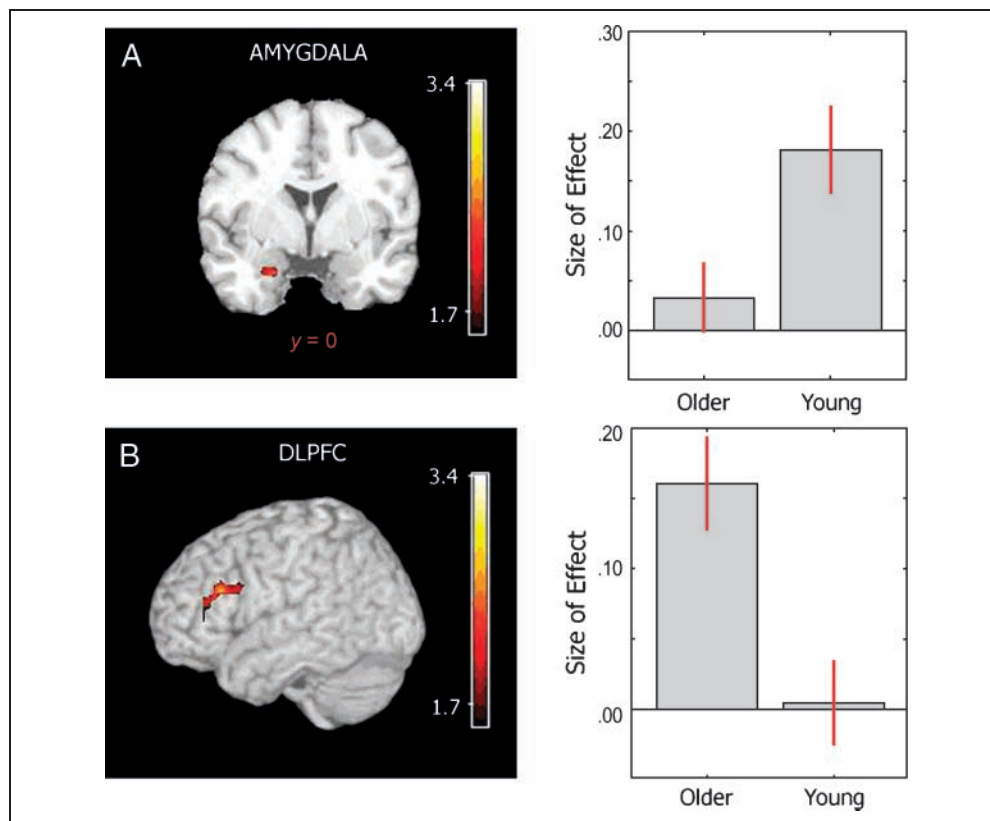 A
AMYGDALA
3.4
1.7
y = 0
.30
.20
.10
.00
Size of Effect
Older Young
B
DLPFC
3.4
1.7
.20
.10
.00
Size of Effect
Older Young